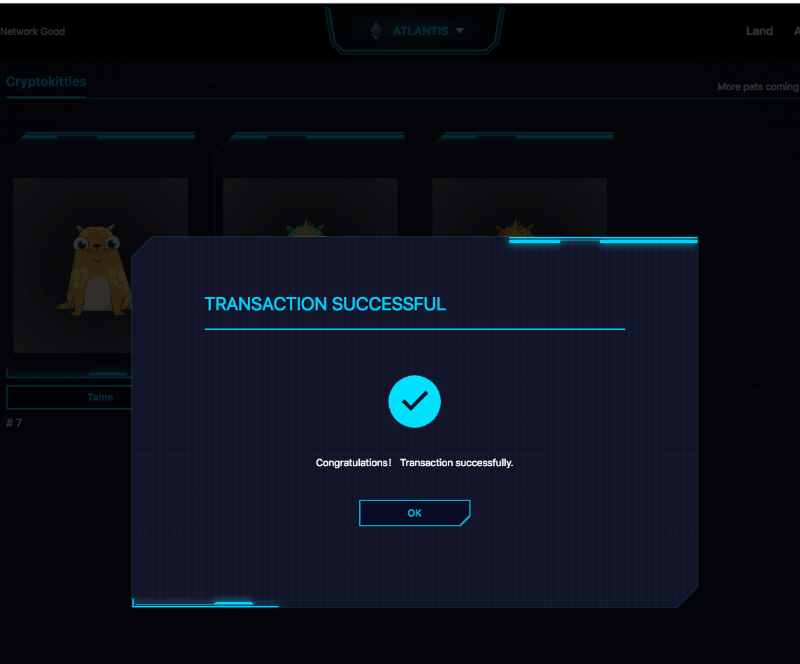 Network Good
ATLANTIS
Land
Cryptokitties
More pets coming
TRANSACTION SUCCESSFUL
Congratulations! Transaction successfully.
OK
Tame
# 7